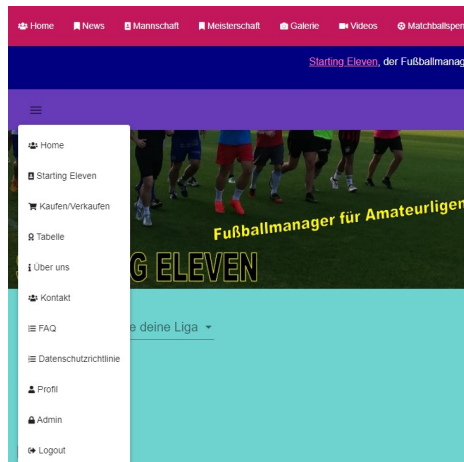 Home News Mannschaft Meisterschaft Galerie Videos Matchballspen
Starting Eleven, der Fußballmanag
Home
Starting Eleven
Kaufen/Verkaufen
Tabelle
Über uns
Kontakt
FAQ
Datenschutzrichtlinie
Profil
Admin
Logout
Fußballmanager für Amateurligen
G ELEVEN
e deine Liga